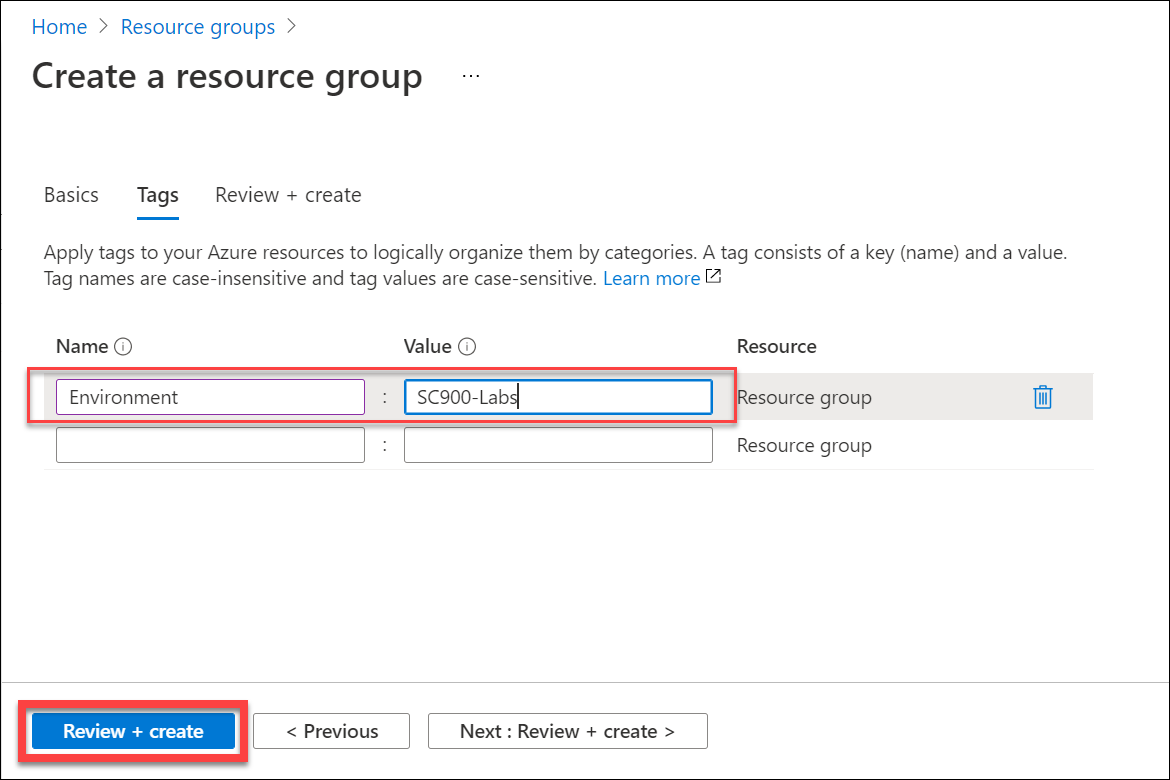 Home > Resource groups >
Create a resource group ...
Basics Tags Review + create
Apply tags to your Azure resources to logically organize them by categories. A tag consists of a key (name) and a value.
Tag names are case-insensitive and tag values are case-sensitive. Learn more
Name Value Resource
Environment : SC900-Labs Resource group
: Resource group
Review + create < Previous Next : Review + create >